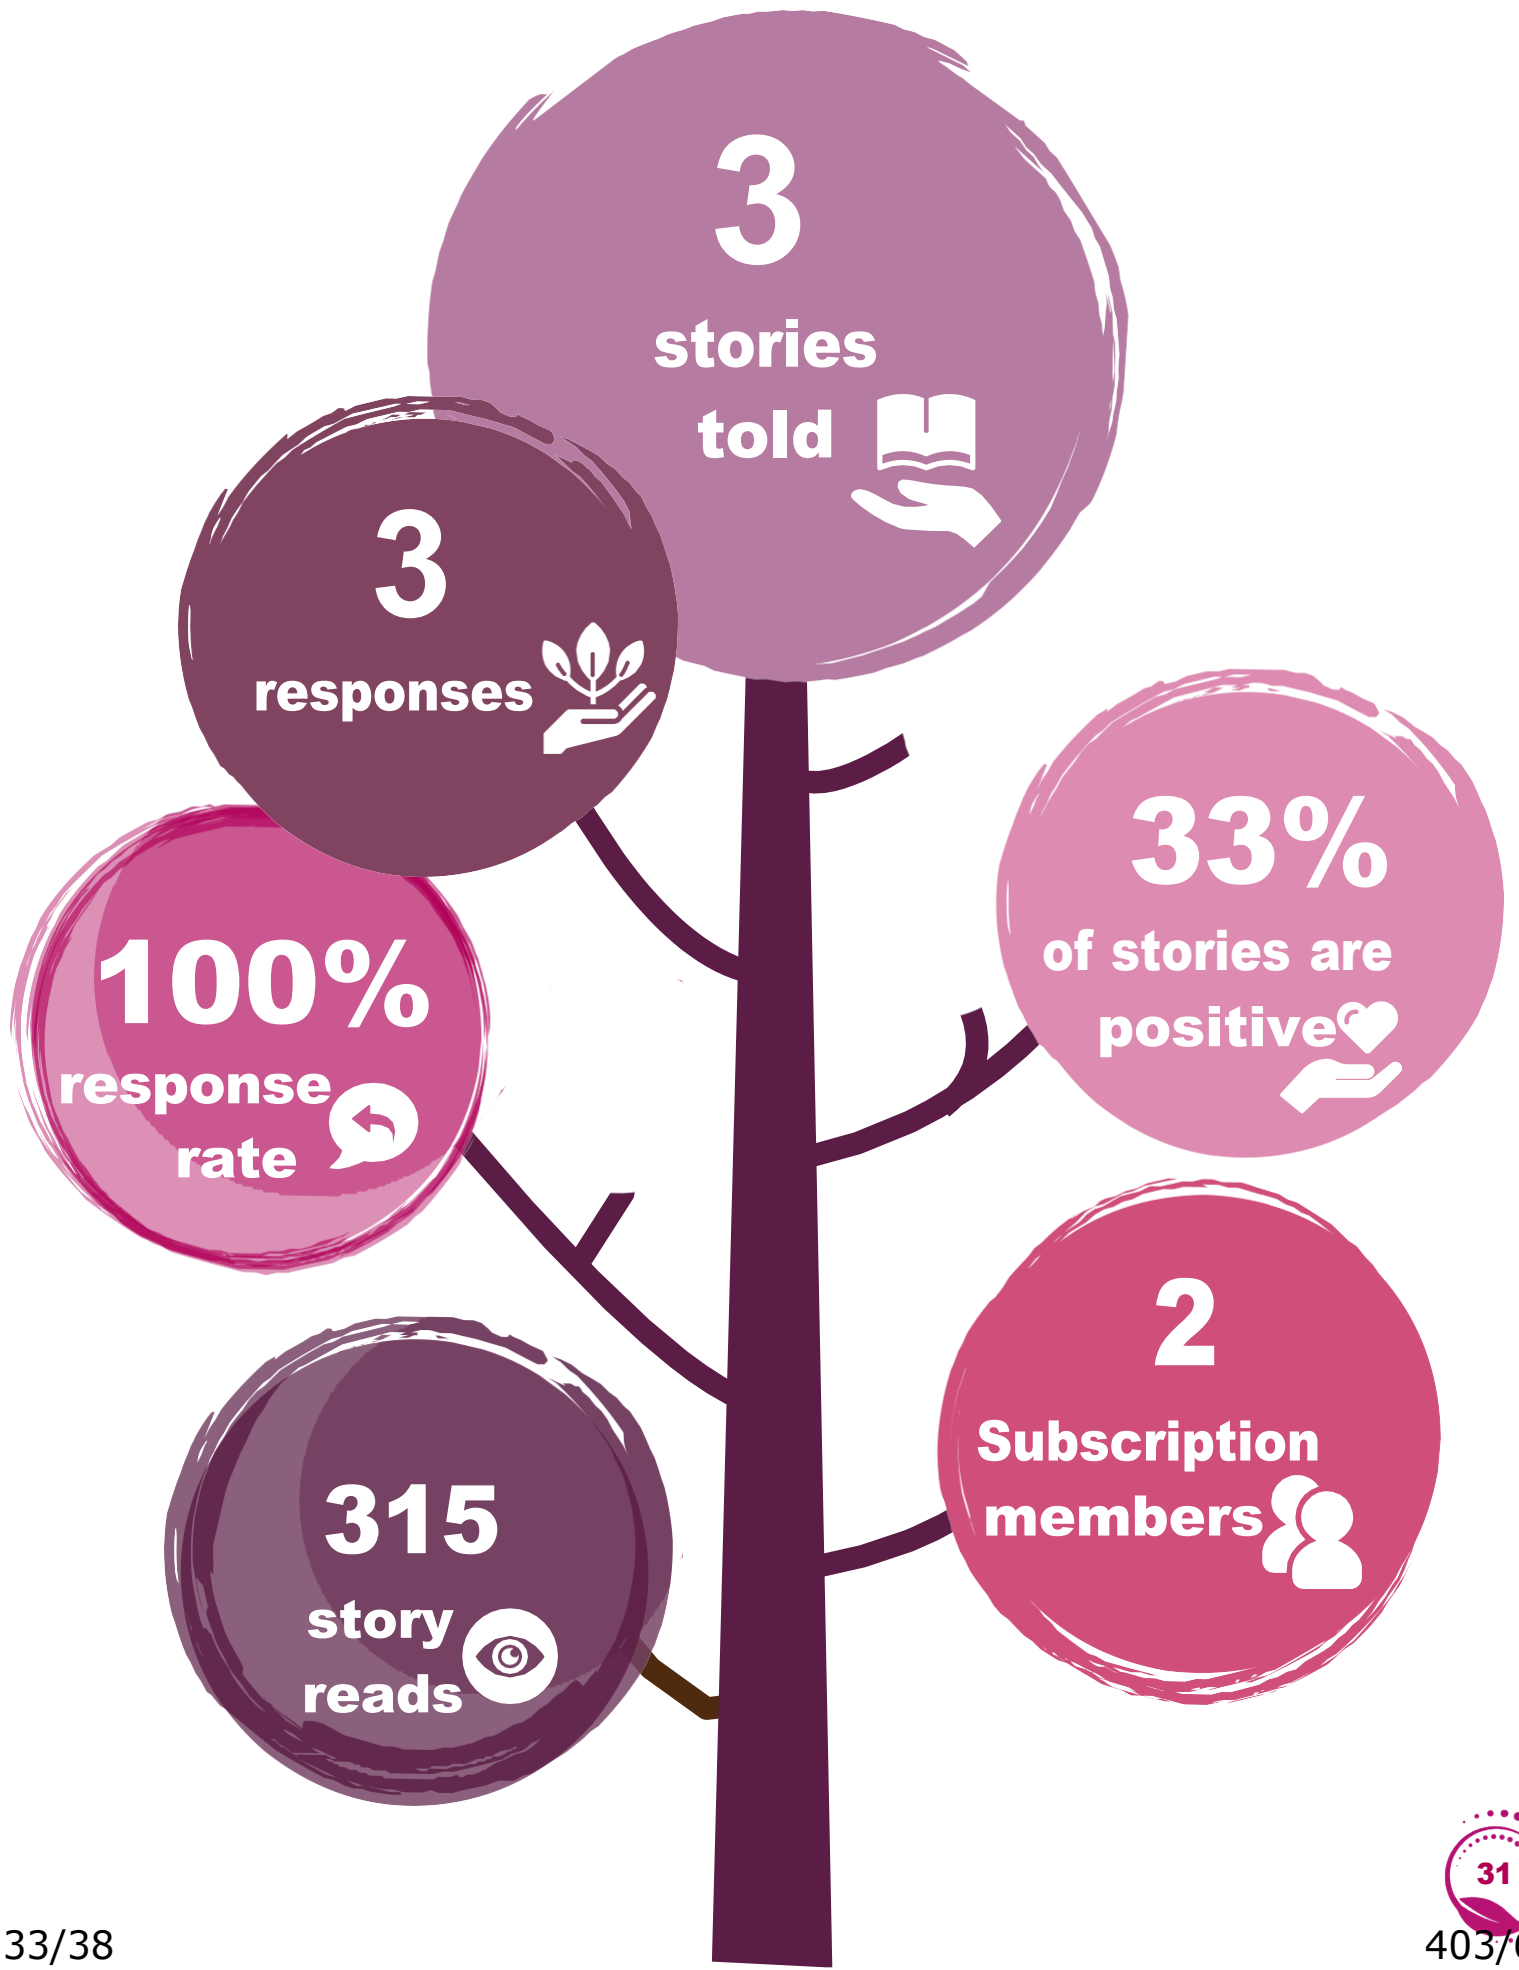 3
stories
told
3
responses
33%
of stories are
positive
100%
response
rate
2
Subscription
members
315
story
reads
31
33/38
403/